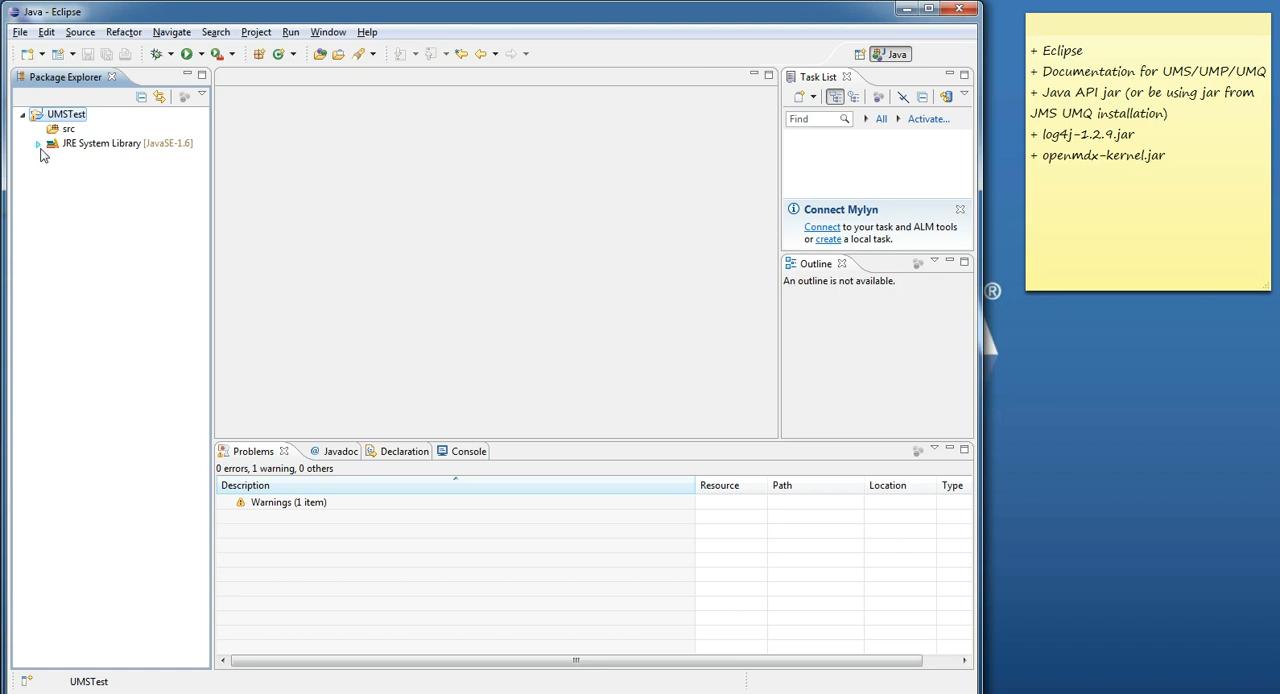 Java - Eclipse
File Edit Source Refactor Navigate Search Project Run Window Help
Java
Package Explorer
UMSTest
src
JRE System Library [JavaSE-1.6]
Task List
Find All Activate...
Connect Mylyn
Connect to your task and ALM tools
or create a local task.
Outline
An outline is not available.
Problems @ Javadoc Declaration Console
0 errors, 1 warning, 0 others
Description Resource Path Location Type
Warnings (1 item)
UMSTest
+ Eclipse
+ Documentation for UMS/UMP/UMQ
+ Java API jar (or be using jar from
JMS UMQ installation)
+ log4j-1.2.9.jar
+ openmdx-kernel.jar
®